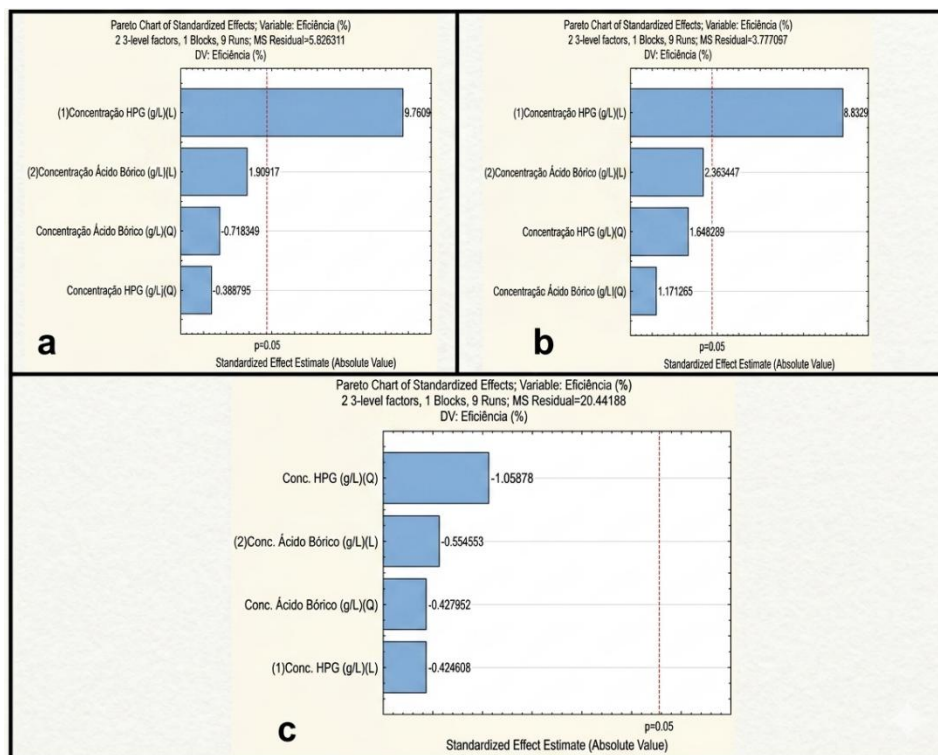 Pareto Chart of Standardized Effects; Variable: Eficiência (%)
2 3-level factors, 1 Blocks, 9 Runs; MS Residual=5.826311
DV: Eficiência (%)
(1)Concentração HPG (g/L)(L)
9.7609
(2)Concentração Ácido Bórico (g/L)(L)
1.90917
Concentração Ácido Bórico (g/L)(Q)
-0.718349
Concentração HPG (g/Lj(Q)
-0.388795
p=0.05
Standardized Effect Estimate (Absolute Value)
a
Pareto Chart of Standardized Effects; Variable: Eficiência (%)
2 3-level factors, 1 Blocks, 9 Runs; MS Residual=3.777097
DV: Eficiência (%)
(1)Concentração HPG (g/L)(L)
8.8329
(2)Concentração Ácido Bórico (g/L)(L)
2.363447
Concentração HPG (g/L)(Q)
1.648289
Concentraçãc Ácido Bórico (g/L|(Q)
1.171265
p=0.05
Standardized Effect Estimate (Absolute Value)
b
Pareto Chart of Standardized Effects; Variable: Eficiência (%)
2 3-level factors, 1 Blocks, 9 Runs; MS Residual=20.44188
DV: Eficiência (%)
Conc. HPG (g/L)(Q)
-1.05878
(2)Conc. Ácido Bórico (g/L)(L)
-0.554553
Conc. Ácido Bórico (g/L)(Q)
-0.427952
(1)Conc. HPG (g/L)(L)
-0.424608
p=0.05
Standardized Effect Estimate (Absolute Value)
c